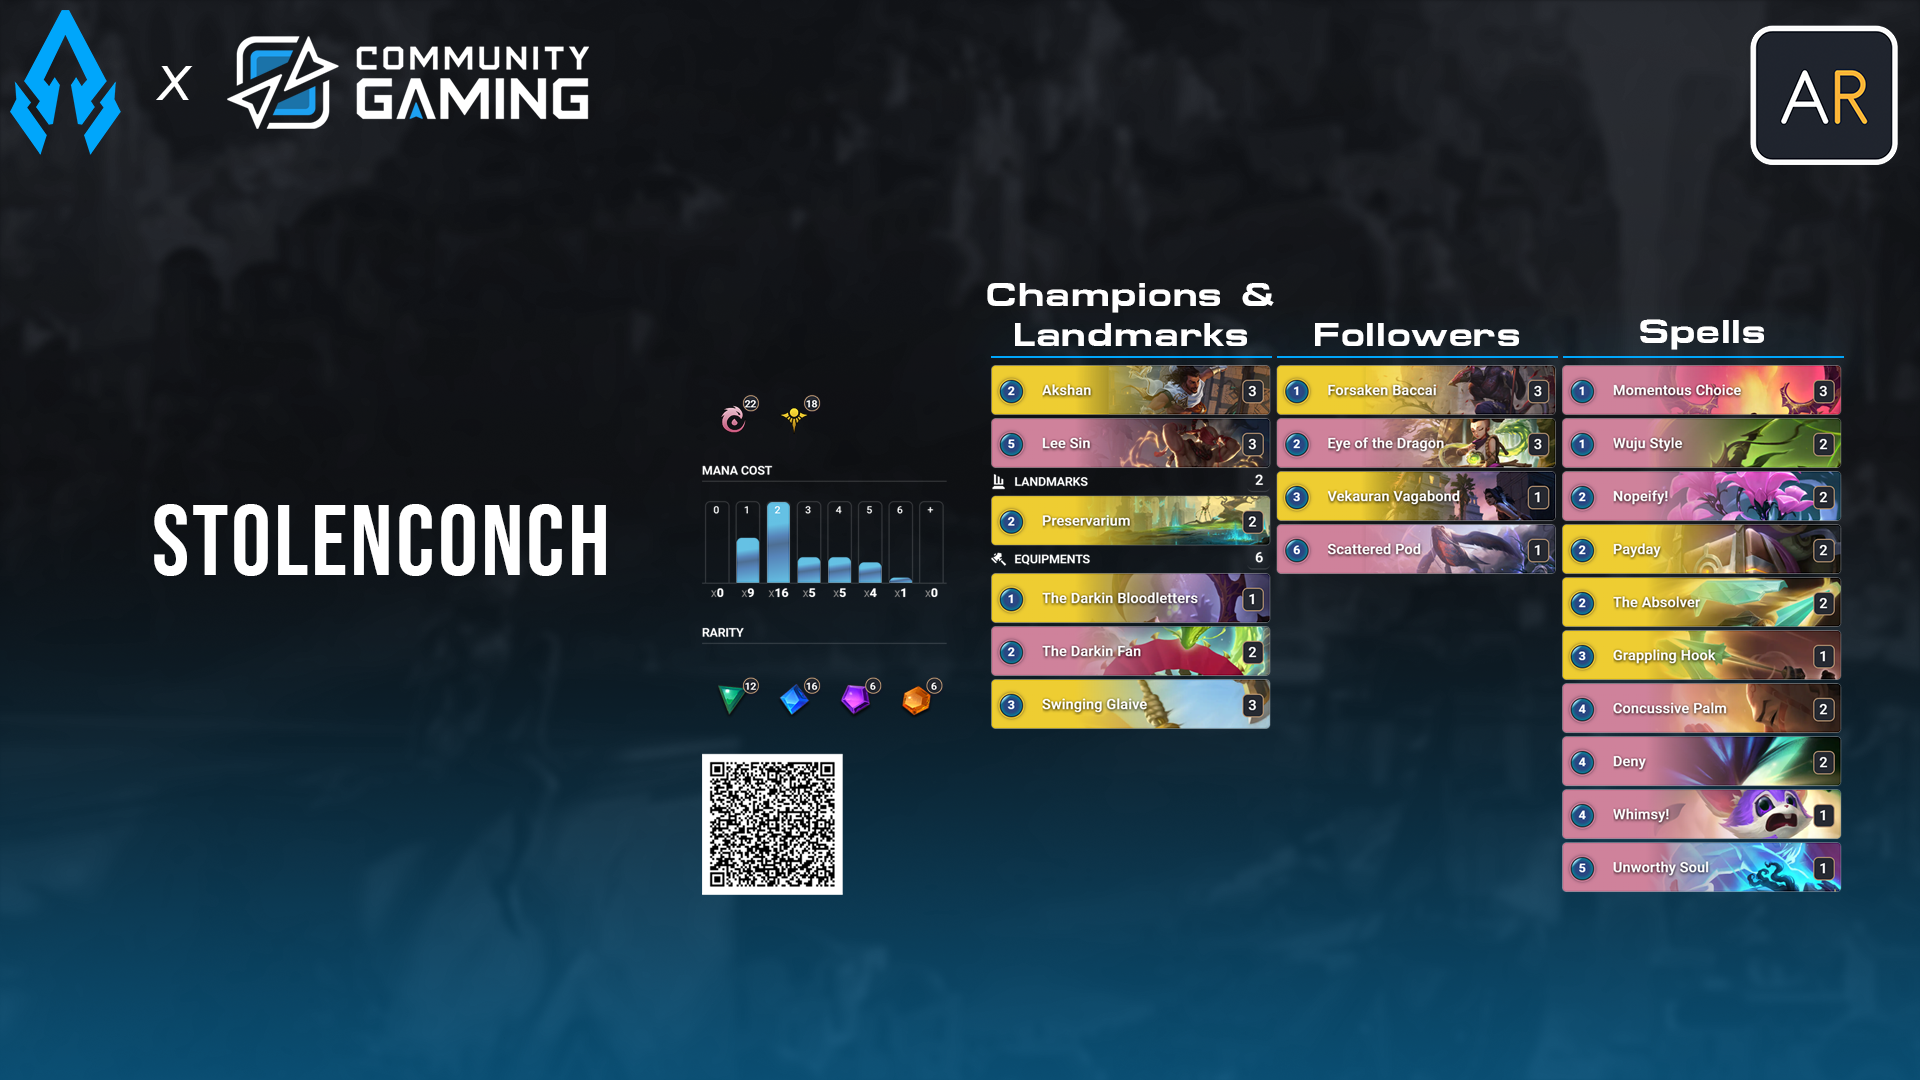 X
COMMUNITY
GAMING
AR
STOLENCONCH
22
18
MANA COST
0 1 2 3 4 5 6 +
x0 x9 x16 x5 x5 x4 x1 x0
RARITY
12 16 6 6
Champions &
Landmarks
2 Akshan 3
5 Lee Sin 3
LANDMARKS 2
2 Preservarium 2
EQUIPMENTS 6
1 The Darkin Bloodletters 1
2 The Darkin Fan 2
3 Swinging Glaive 3
Followers
1 Forsaken Baccai 3
2 Eye of the Dragon 3
3 Vekauran Vagabond 1
6 Scattered Pod 1
Spells
1 Momentous Choice 3
1 Wuju Style 2
2 Nopeify! 2
2 Payday 2
2 The Absolver 2
3 Grappling Hook 1
4 Concussive Palm 2
4 Deny 2
4 Whimsy! 1
5 Unworthy Soul 1